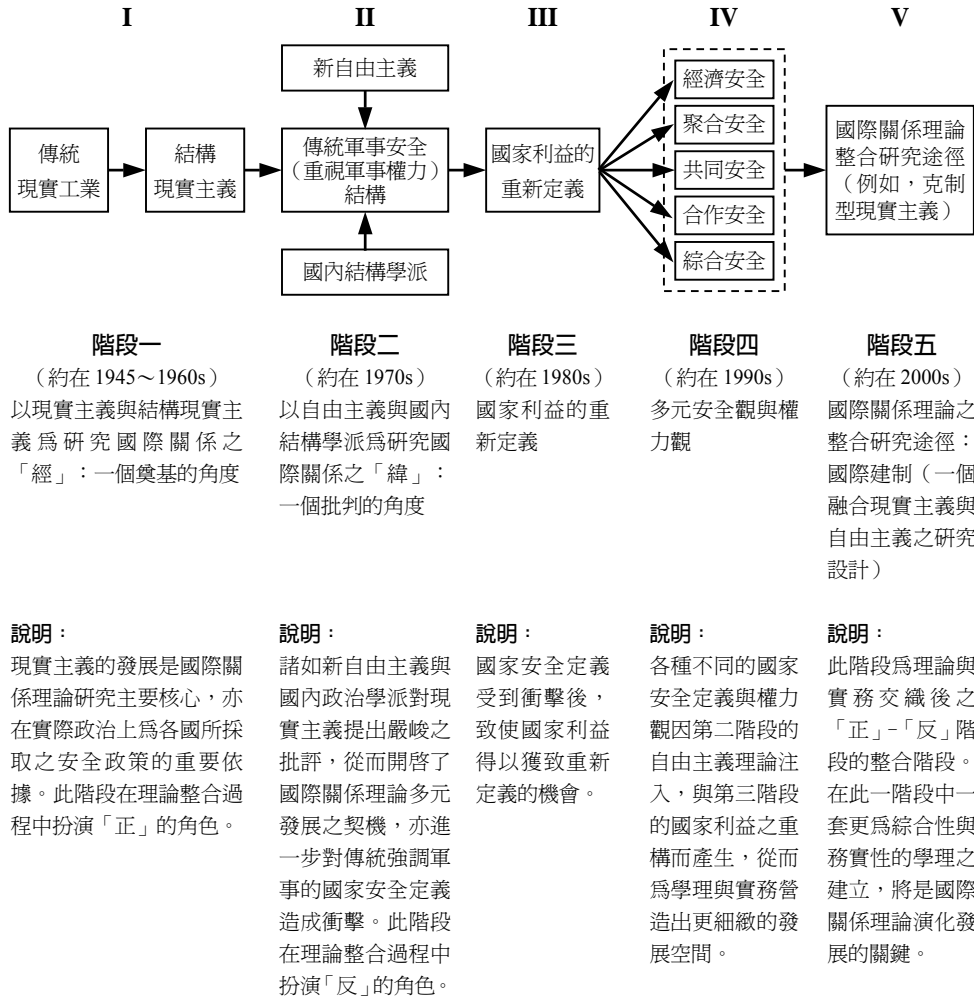 I
II
III
IV
V
傳統
現實工業
結構
現實主義
新自由主義
傳統軍事安全
（重視軍事權力）
結構
國內結構學派
國家利益的
重新定義
經濟安全
聚合安全
共同安全
合作安全
綜合安全
國際關係理論
整合研究途徑
（例如，克制
型現實主義）
階段一
（約在 1945～1960s）
以現實主義與結構現實主
義為研究國際關係之
「經」：一個奠基的角度
階段二
（約在 1970s）
以自由主義與國內
結構學派為研究國
際關係之「緯」：
一個批判的角度
階段三
（約在 1980s）
國家利益的重
新定義
階段四
（約在 1990s）
多元安全觀與權
力觀
階段五
（約在 2000s）
國際關係理論之
整合研究途徑：
國際建制（一個
融合現實主義與
自由主義之研究
設計）
說明：
現實主義的發展是國際關
係理論研究主要核心，亦
在實際政治上為各國所採
取之安全政策的重要依
據。此階段在理論整合過
程中扮演「正」的角色。
說明：
諸如新自由主義與
國內政治學派對現
實主義提出嚴峻之
批評，從而開啓了
國際關係理論多元
發展之契機，亦進
一步對傳統強調軍
事的國家安全定義
造成衝擊。此階段
在理論整合過程中
扮演「反」的角色。
說明：
國家安全定義
受到衝擊後，
致使國家利益
得以獲致重新
定義的機會。
說明：
各種不同的國家
安全定義與權力
觀因第二階段的
自由主義理論注
入，與第三階段
的國家利益之重
構而產生，從而
為學理與實務營
造出更細緻的發
展空間。
說明：
此階段為理論與
實務交織後之
「正」-「反」階
段的整合階段。
在此一階段中一
套更為綜合性與
務實性的學理之
建立，將是國際
關係理論演化發
展的關鍵。